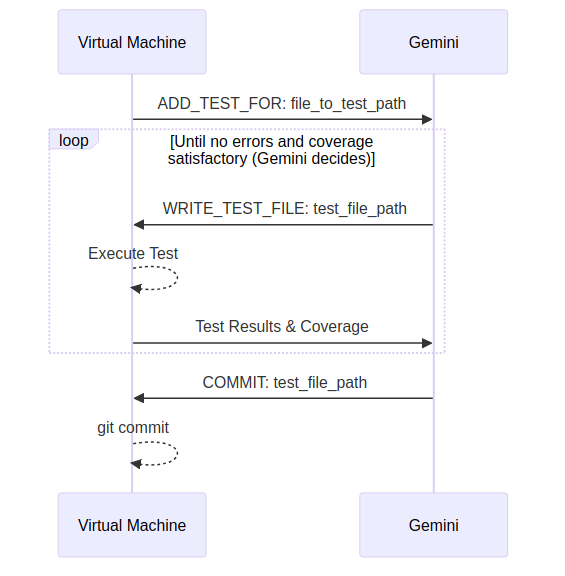 Virtual Machine
Gemini
ADD_TEST_FOR: file_to_test_path
loop
[Until no errors and coverage
satisfactory (Gemini decides)]
WRITE_TEST_FILE: test_file_path
Execute Test
Test Results & Coverage
COMMIT: test_file_path
git commit
Virtual Machine
Gemini